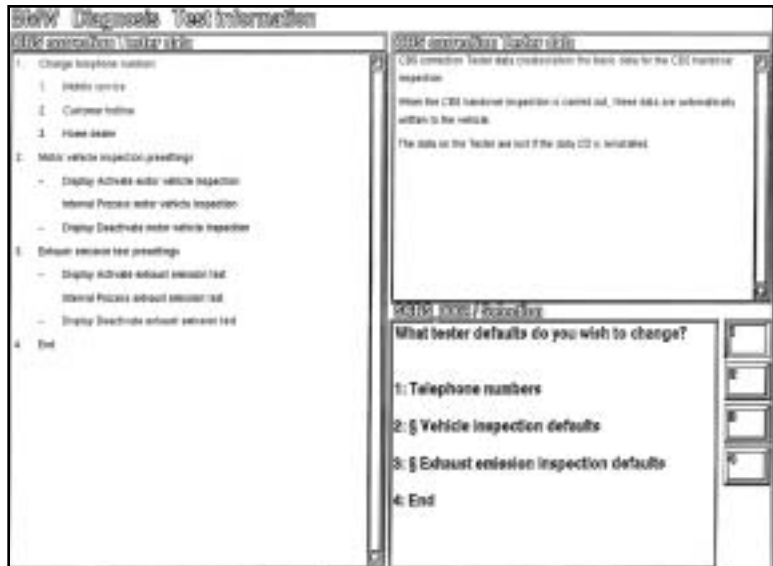 BMW Diagnosis Test information
CBS correction Tester data
1. Change telephone numbers
1. Mobile service
2. Customer hotline
3. Home dealer
2. Motor vehicle inspection presettings
- Display Activate motor vehicle inspection
Internal Process motor vehicle inspection
- Display Deactivate motor vehicle inspection
3. Exhaust emission test presettings
- Display Activate exhaust emission test
Internal Process exhaust emission test
- Display Deactivate exhaust emission test
4. End
CBS correction Tester data
CBS correction Tester data the basic data for the CBS handover
inspection.
When the CBS handover inspection is carried out, these data are automatically
written to the vehicle.
The data on the Tester are lost if the daily CD is reinstalled.
/ Selection
What tester defaults do you wish to change?
1: Telephone numbers
2: § Vehicle inspection defaults
3: § Exhaust emission inspection defaults
4: End